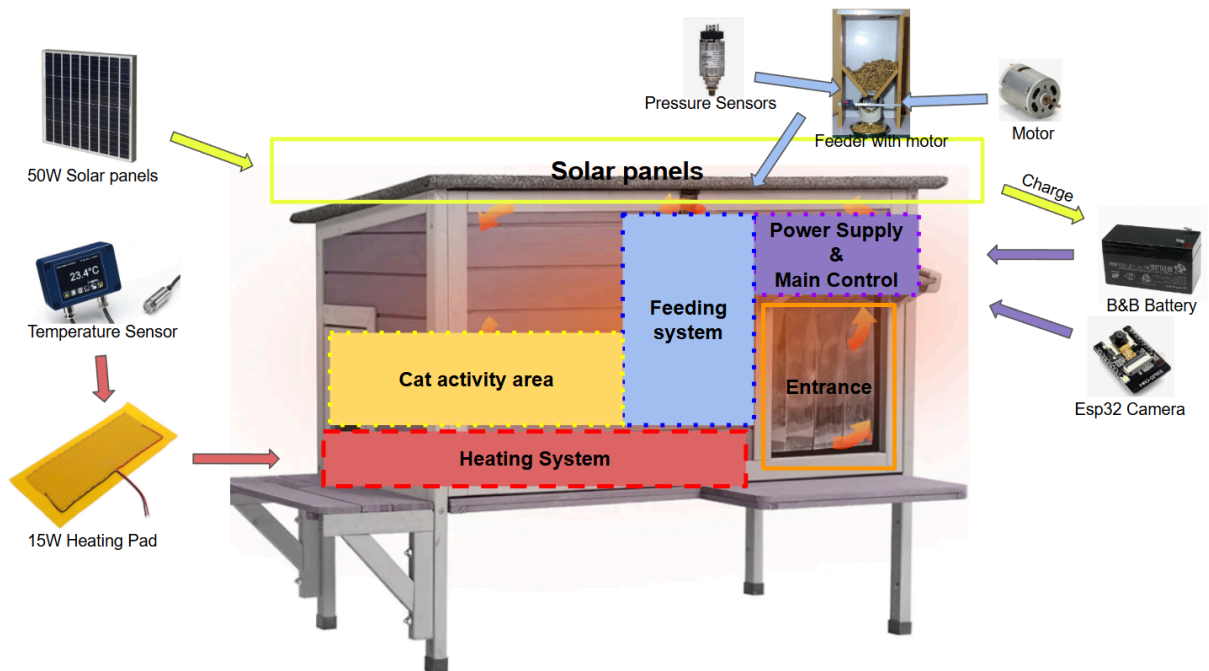 Pressure Sensors
Feeder with motor
Motor
50W Solar panels
Solar panels
Charge
Power Supply
&
Main Control
B&B Battery
23.4°C
Temperature Sensor
Feeding
system
Cat activity area
Entrance
Esp32 Camera
Heating System
15W Heating Pad